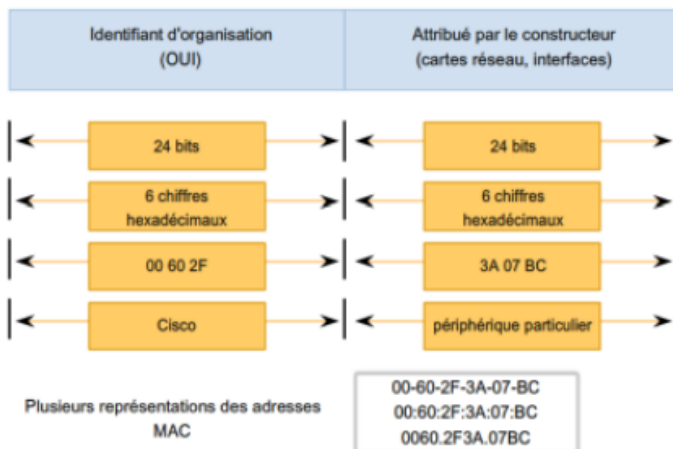 Identifiant d'organisation
(OUI)
Attribué par le constructeur
(cartes réseau, interfaces)
24 bits
24 bits
6 chiffres
hexadécimaux
6 chiffres
hexadécimaux
00 60 2F
3A 07 BC
Cisco
périphérique particulier
Plusieurs représentations des adresses
MAC
00-60-2F-3A-07-BC
00:60:2F:3A:07:BC
0060.2F3A.07BC